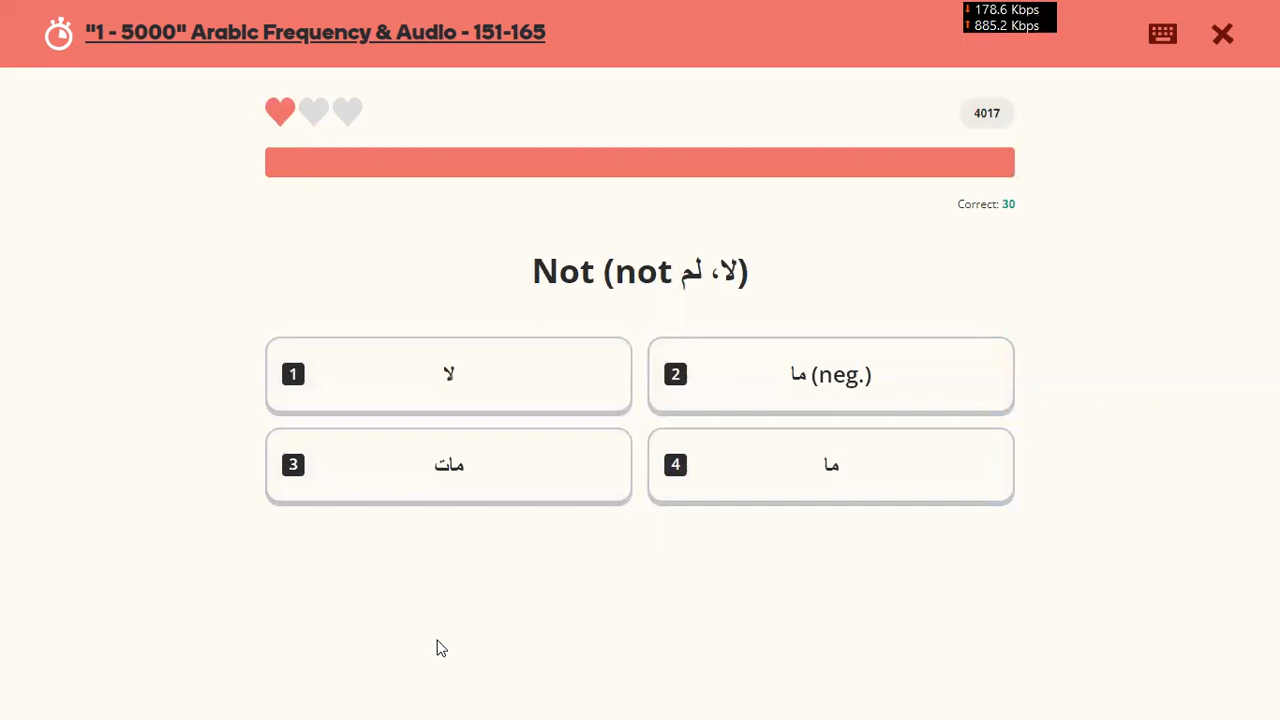 "1 - 5000" Arabic Frequency & Audio - 151-165
178.6 Kbps
885.2 Kbps
4017
Correct: 30
Not (not لا، لم)
1 لا
2 ما (neg.)
3 مات
4 ما